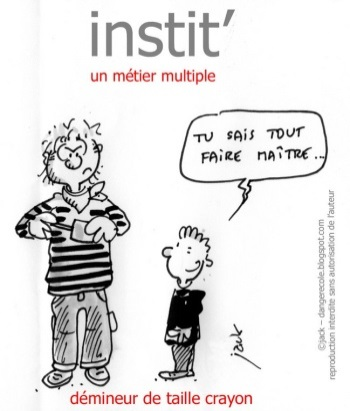 instit'
un métier multiple
TU SAIS TOUT
FAIRE MAÎTRE...
jack
démineur de taille crayon
©jack – dangerecole.blogspot.com
reproduction interdite sans autorisation de l'auteur